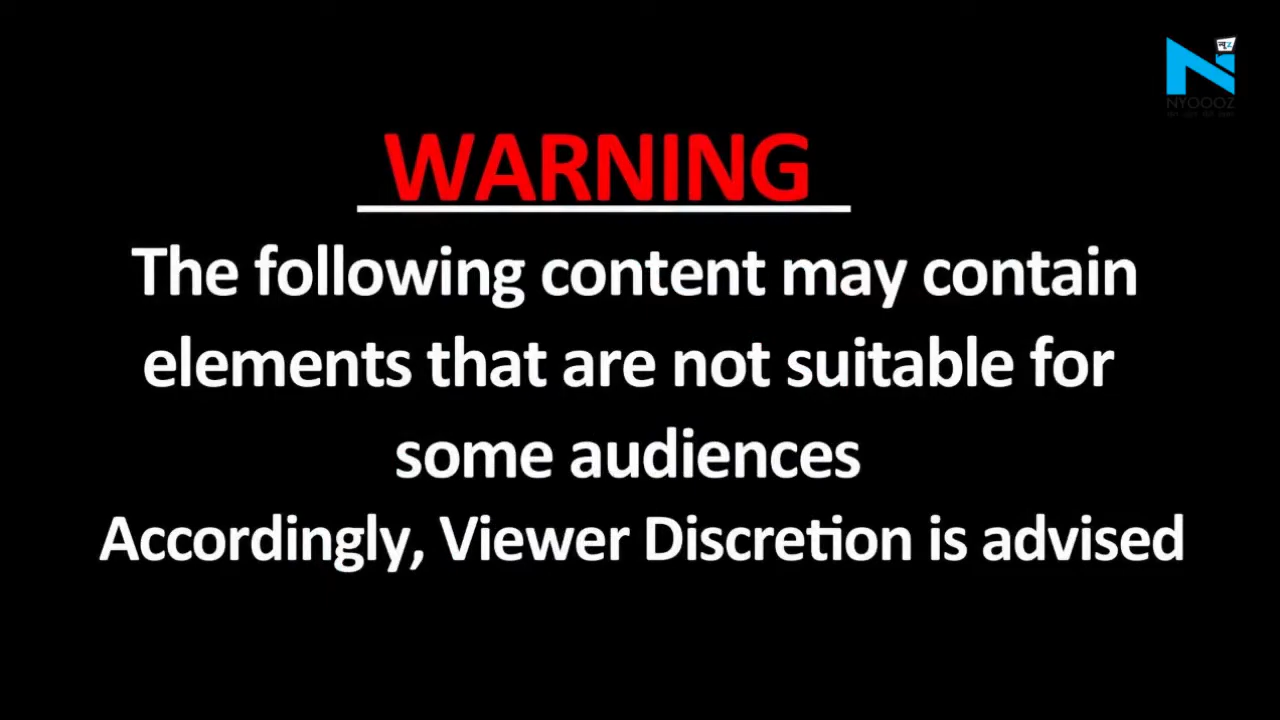 NYOOOZ
WARNING
The following content may contain
elements that are not suitable for
some audiences
Accordingly, Viewer Discretion is advised